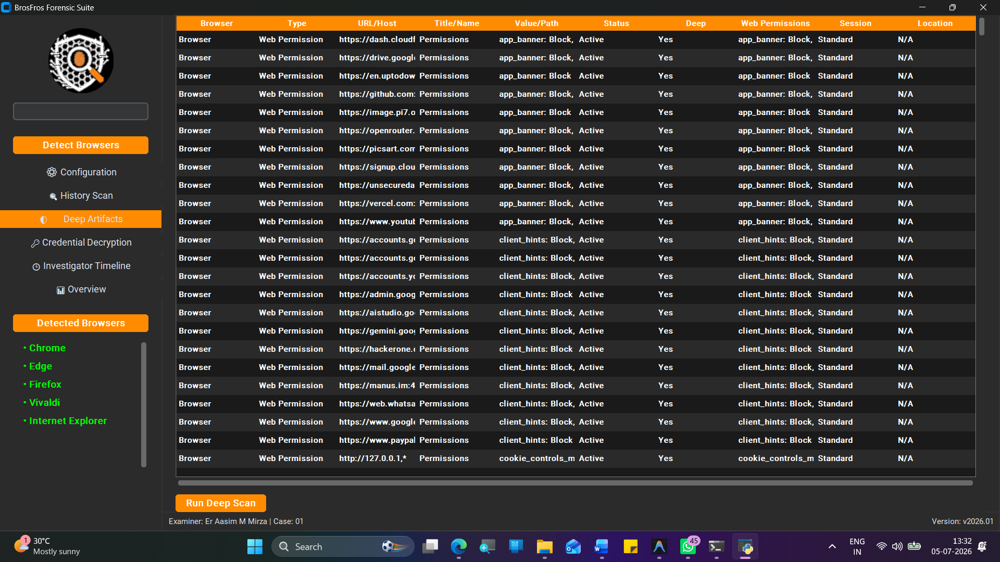 BrosFros Forensic Suite
Detect Browsers
Configuration
History Scan
Deep Artifacts
Credential Decryption
Investigator Timeline
Overview
Detected Browsers
• Chrome
• Edge
• Firefox
• Vivaldi
• Internet Explorer
Browser Type URL/Host Title/Name Value/Path Status Deep Web Permissions Session Location
Browser Web Permission https://dash.cloudf Permissions app_banner: Block, Active Yes app_banner: Block, Standard N/A
Browser Web Permission https://drive.google Permissions app_banner: Block, Active Yes app_banner: Block, Standard N/A
Browser Web Permission https://en.uptodow Permissions app_banner: Block Active Yes app_banner: Block Standard N/A
Browser Web Permission https://github.com: Permissions app_banner: Block, Active Yes app_banner: Block, Standard N/A
Browser Web Permission https://image.pi7.o Permissions app_banner: Block Active Yes app_banner: Block Standard N/A
Browser Web Permission https://openrouter. Permissions app_banner: Block, Active Yes app_banner: Block, Standard N/A
Browser Web Permission https://picsart.com Permissions app_banner: Block Active Yes app_banner: Block Standard N/A
Browser Web Permission https://signup.clou Permissions app_banner: Block, Active Yes app_banner: Block, Standard N/A
Browser Web Permission https://unsecureda Permissions app_banner: Block, Active Yes app_banner: Block, Standard N/A
Browser Web Permission https://vercel.com: Permissions app_banner: Block, Active Yes app_banner: Block, Standard N/A
Browser Web Permission https://www.youtub Permissions app_banner: Block, Active Yes app_banner: Block, Standard N/A
Browser Web Permission https://accounts.go Permissions client_hints: Block, Active Yes client_hints: Block, Standard N/A
Browser Web Permission https://accounts.go Permissions client_hints: Block, Active Yes client_hints: Block, Standard N/A
Browser Web Permission https://accounts.yo Permissions client_hints: Block, Active Yes client_hints: Block, Standard N/A
Browser Web Permission https://admin.goog Permissions client_hints: Block Active Yes client_hints: Block Standard N/A
Browser Web Permission https://aistudio.go Permissions client_hints: Block, Active Yes client_hints: Block, Standard N/A
Browser Web Permission https://gemini.goog Permissions client_hints: Block, Active Yes client_hints: Block, Standard N/A
Browser Web Permission https://hackerone.c Permissions client_hints: Block Active Yes client_hints: Block Standard N/A
Browser Web Permission https://mail.google Permissions client_hints: Block, Active Yes client_hints: Block, Standard N/A
Browser Web Permission https://manus.im:4 Permissions client_hints: Block, Active Yes client_hints: Block, Standard N/A
Browser Web Permission https://web.whatsa Permissions client_hints: Block, Active Yes client_hints: Block, Standard N/A
Browser Web Permission https://www.google Permissions client_hints: Block, Active Yes client_hints: Block, Standard N/A
Browser Web Permission https://www.paypal Permissions client_hints: Block Active Yes client_hints: Block Standard N/A
Browser Web Permission http://127.0.0.1,* Permissions cookie_controls_m Active Yes cookie_controls_m Standard N/A
Run Deep Scan
Examiner: Er Aasim M Mirza | Case: 01
Version: v2026.01
1
30°C
Mostly sunny
Search
45
ENG
IN
13:32
05-07-2026